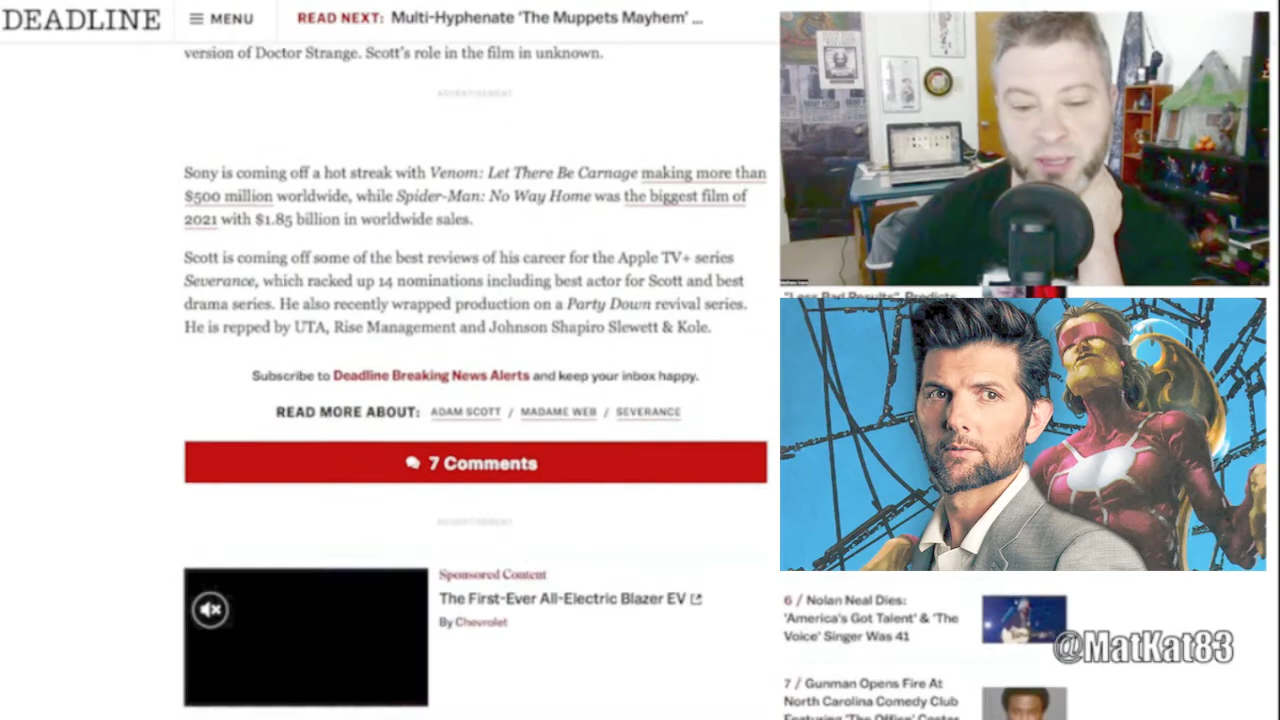 DEADLINE
MENU
READ NEXT: Multi-Hyphenate 'The Muppets Mayhem' ...
version of Doctor Strange. Scott's role in the film in unknown.
ADVERTISEMENT
Sony is coming off a hot streak with Venom: Let There Be Carnage making more than
$500 million worldwide, while Spider-Man: No Way Home was the biggest film of
2021 with $1.85 billion in worldwide sales.
Scott is coming off some of the best reviews of his career for the Apple TV+ series
Severance, which racked up 14 nominations including best actor for Scott and best
drama series. He also recently wrapped production on a Party Down revival series.
He is repped by UTA, Rise Management and Johnson Shapiro Slewett & Kole.
Subscribe to Deadline Breaking News Alerts and keep your inbox happy.
READ MORE ABOUT: ADAM SCOTT / MADAME WEB / SEVERANCE
7 Comments
ADVERTISEMENT
Sponsored Content
The First-Ever All-Electric Blazer EV
By Chevrolet
"Less Bad Results", Predicts
6 / Nolan Neal Dies:
'America's Got Talent' & 'The
Voice' Singer Was 41
@MatKat83
7 / Gunman Opens Fire At
North Carolina Comedy Club
Featuring 'The Office' Caster